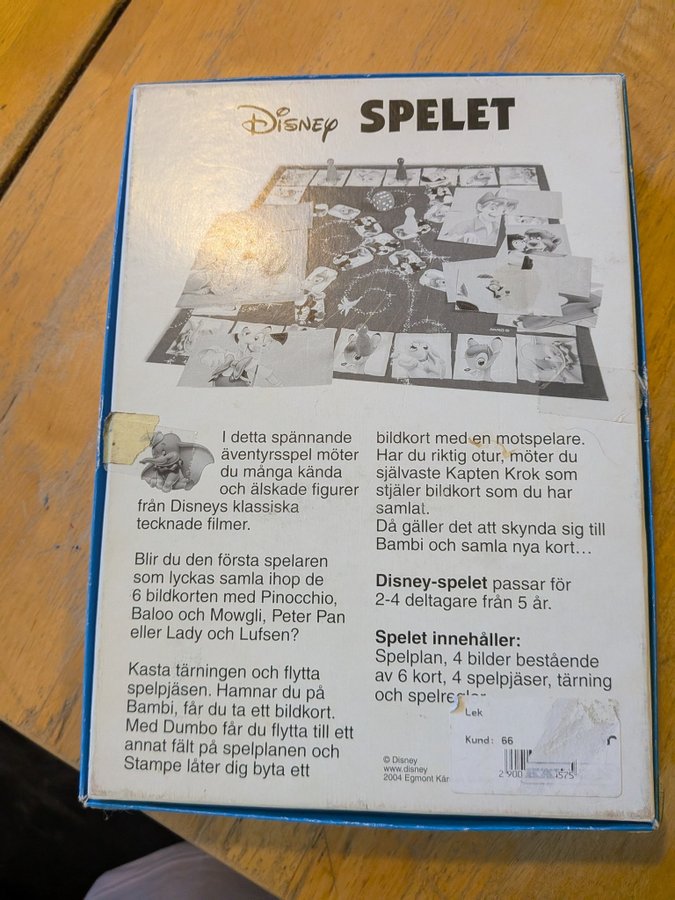 Disney SPELET
I detta spännande
äventyrsspel möter
du många kända
och älskade figurer
från Disneys klassiska
tecknade filmer.
Blir du den första spelaren
som lyckas samla ihop de
6 bildkorten med Pinocchio,
Baloo och Mowgli, Peter Pan
eller Lady och Lufsen?
Kasta tärningen och flytta
spelpjäsen. Hamnar du på
Bambi, får du ta ett bildkort.
Med Dumbo får du flytta till ett
annat fält på spelplanen och
Stampe låter dig byta ett
bildkort med en motspelare.
Har du riktig otur, möter du
självaste Kapten Krok som
stjäler bildkort som du har
samlat.
Då gäller det att skynda sig till
Bambi och samla nya kort...
Disney-spelet passar för
2-4 deltagare från 5 år.
Spelet innehåller:
Spelplan, 4 bilder bestående
av 6 kort, 4 spelpjäser, tärning
och
© Disney
www.disney
2004 Egmont
Lek
Kund: 66
2 900